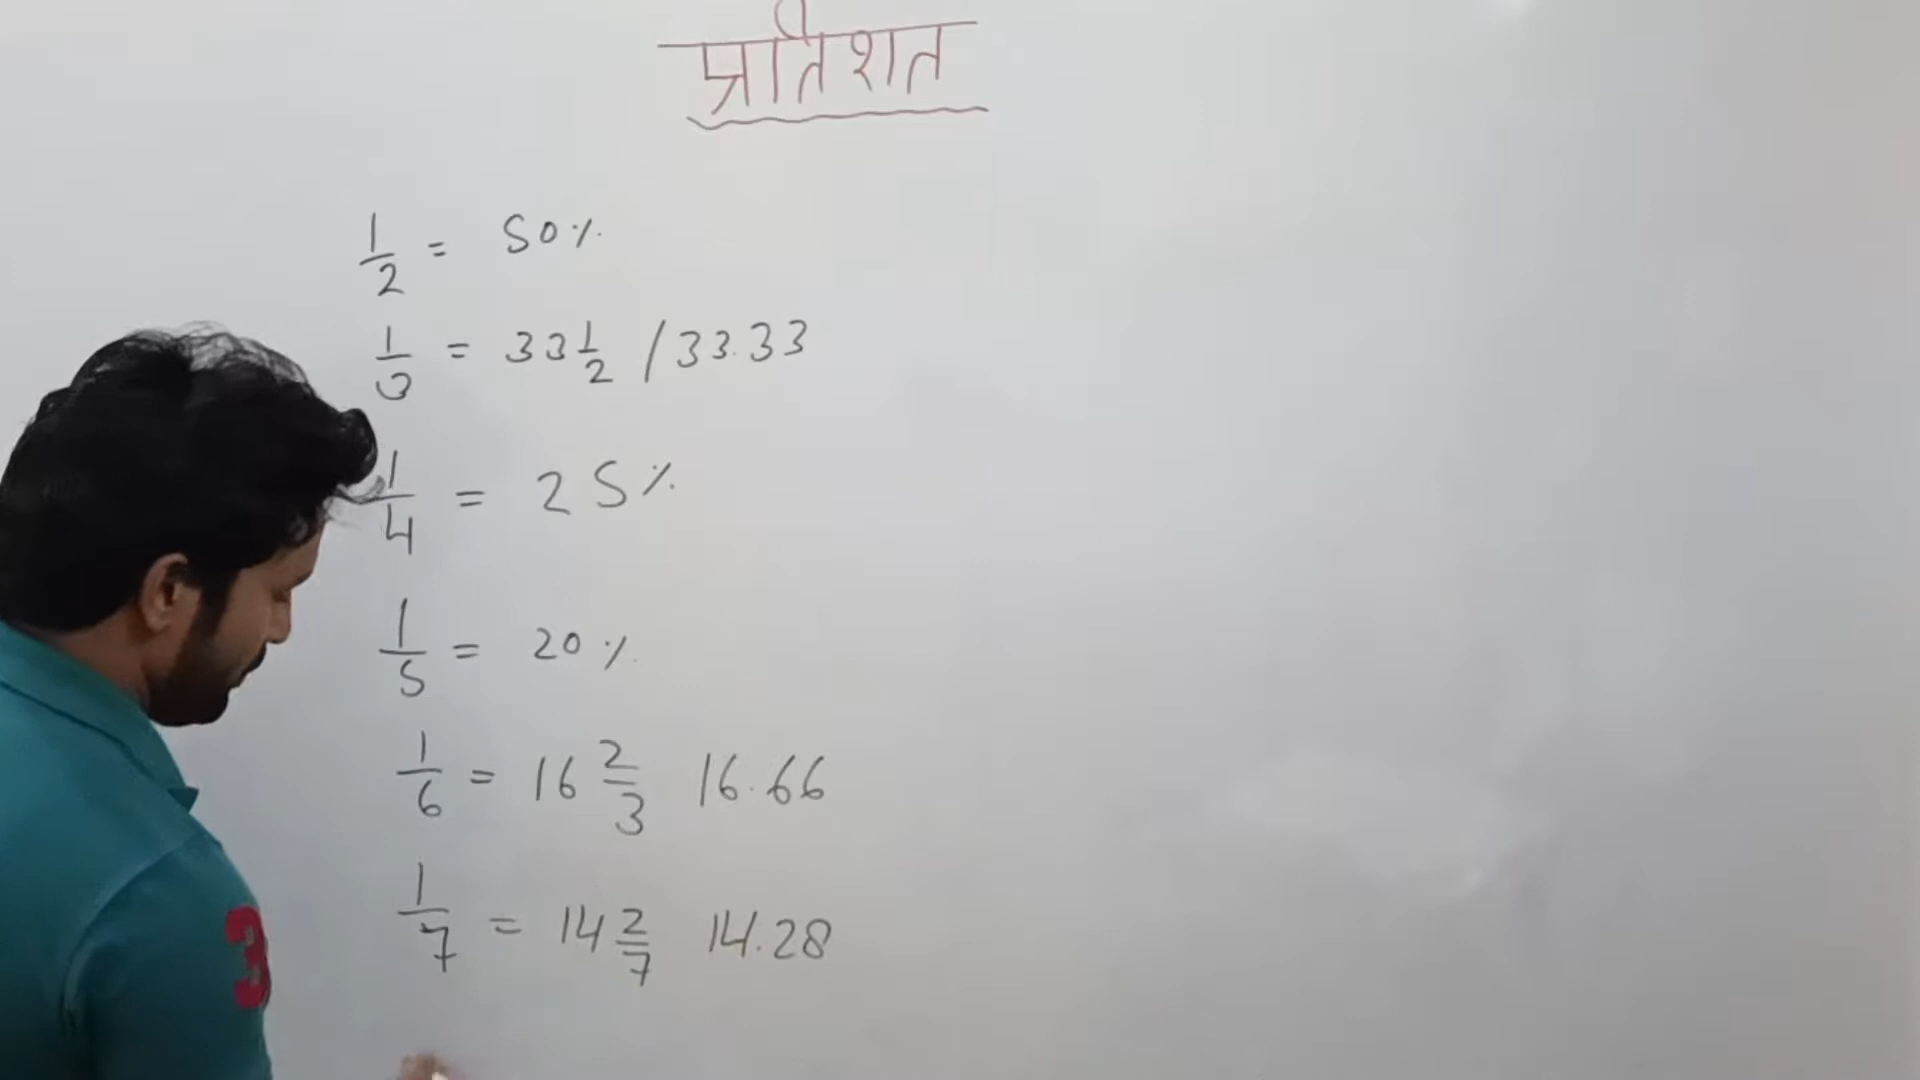 प्रतिशत
1/2 = 50%
1/3 = 33 1/2 / 33.33
1/4 = 25%
1/5 = 20%
1/6 = 16 2/3 16.66
1/7 = 14 2/7 14.28
3